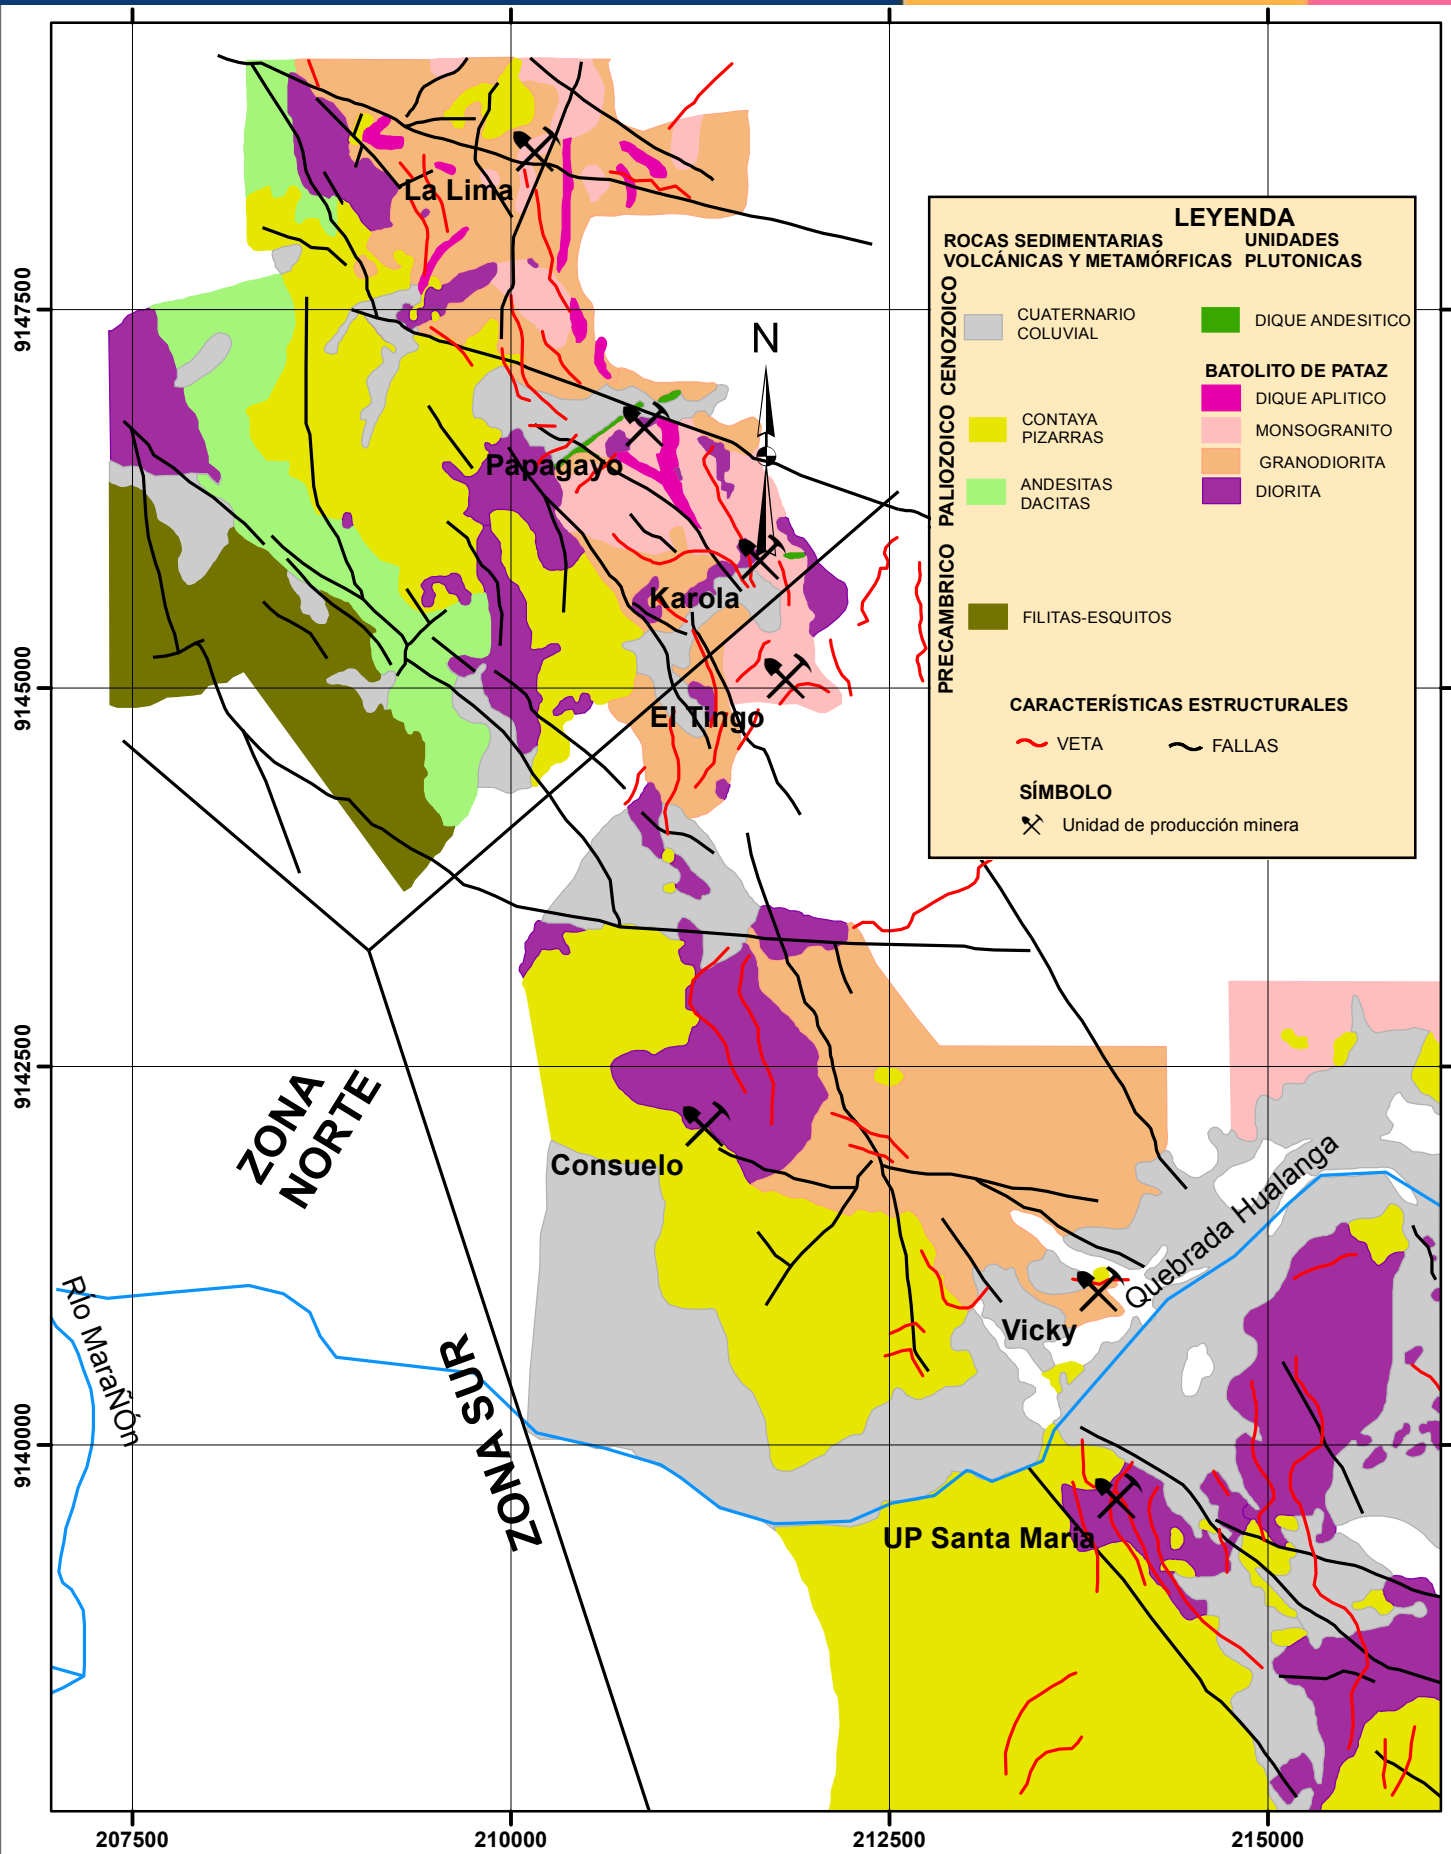 La Lima
LEYENDA
ROCAS SEDIMENTARIAS
VOLCÁNICAS Y METAMÓRFICAS
UNIDADES
PLUTONICAS
CENOZOICO
CUATERNARIO
COLUVIAL
DIQUE ANDESITICO
BATOLITO DE PATAZ
DIQUE APLITICO
MONSOGRANITO
GRANODIORITA
DIORITA
PALIOZOICO
CONTAYA
PIZARRAS
ANDESITAS
DACITAS
PRECAMBRICO
FILITAS-ESQUITOS
CARACTERÍSTICAS ESTRUCTURALES
VETA
FALLAS
SÍMBOLO
Unidad de producción minera
N
Papagayo
Karola
El Tingo
ZONA
NORTE
Consuelo
Quebrada Hualanga
Río MaraÑÓn
Vicky
ZONA SUR
UP Santa Maria
9147500
9145000
9142500
9140000
207500
210000
212500
215000